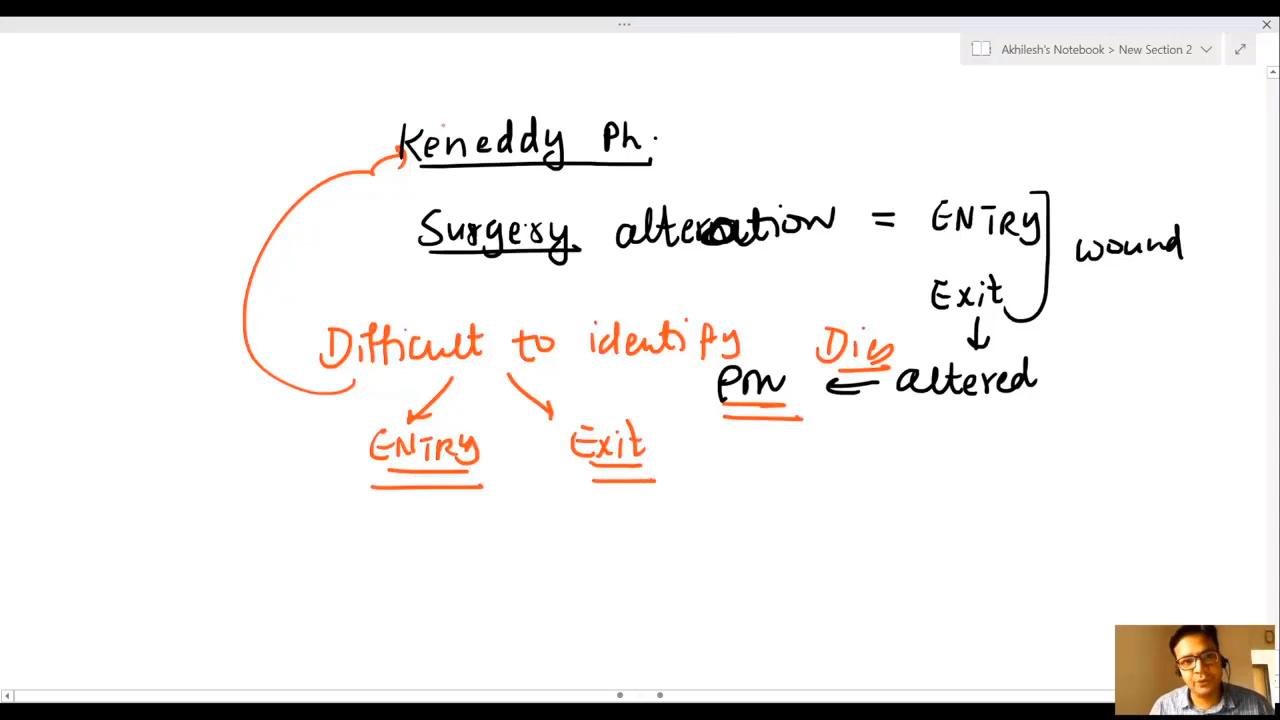 Akhilesh's Notebook > New Section 2
Keneddy Ph.
Surgery alteration = ENTRY
Exit
wound
Difficult to identify Dies
PM ← altered
ENTRY Exit